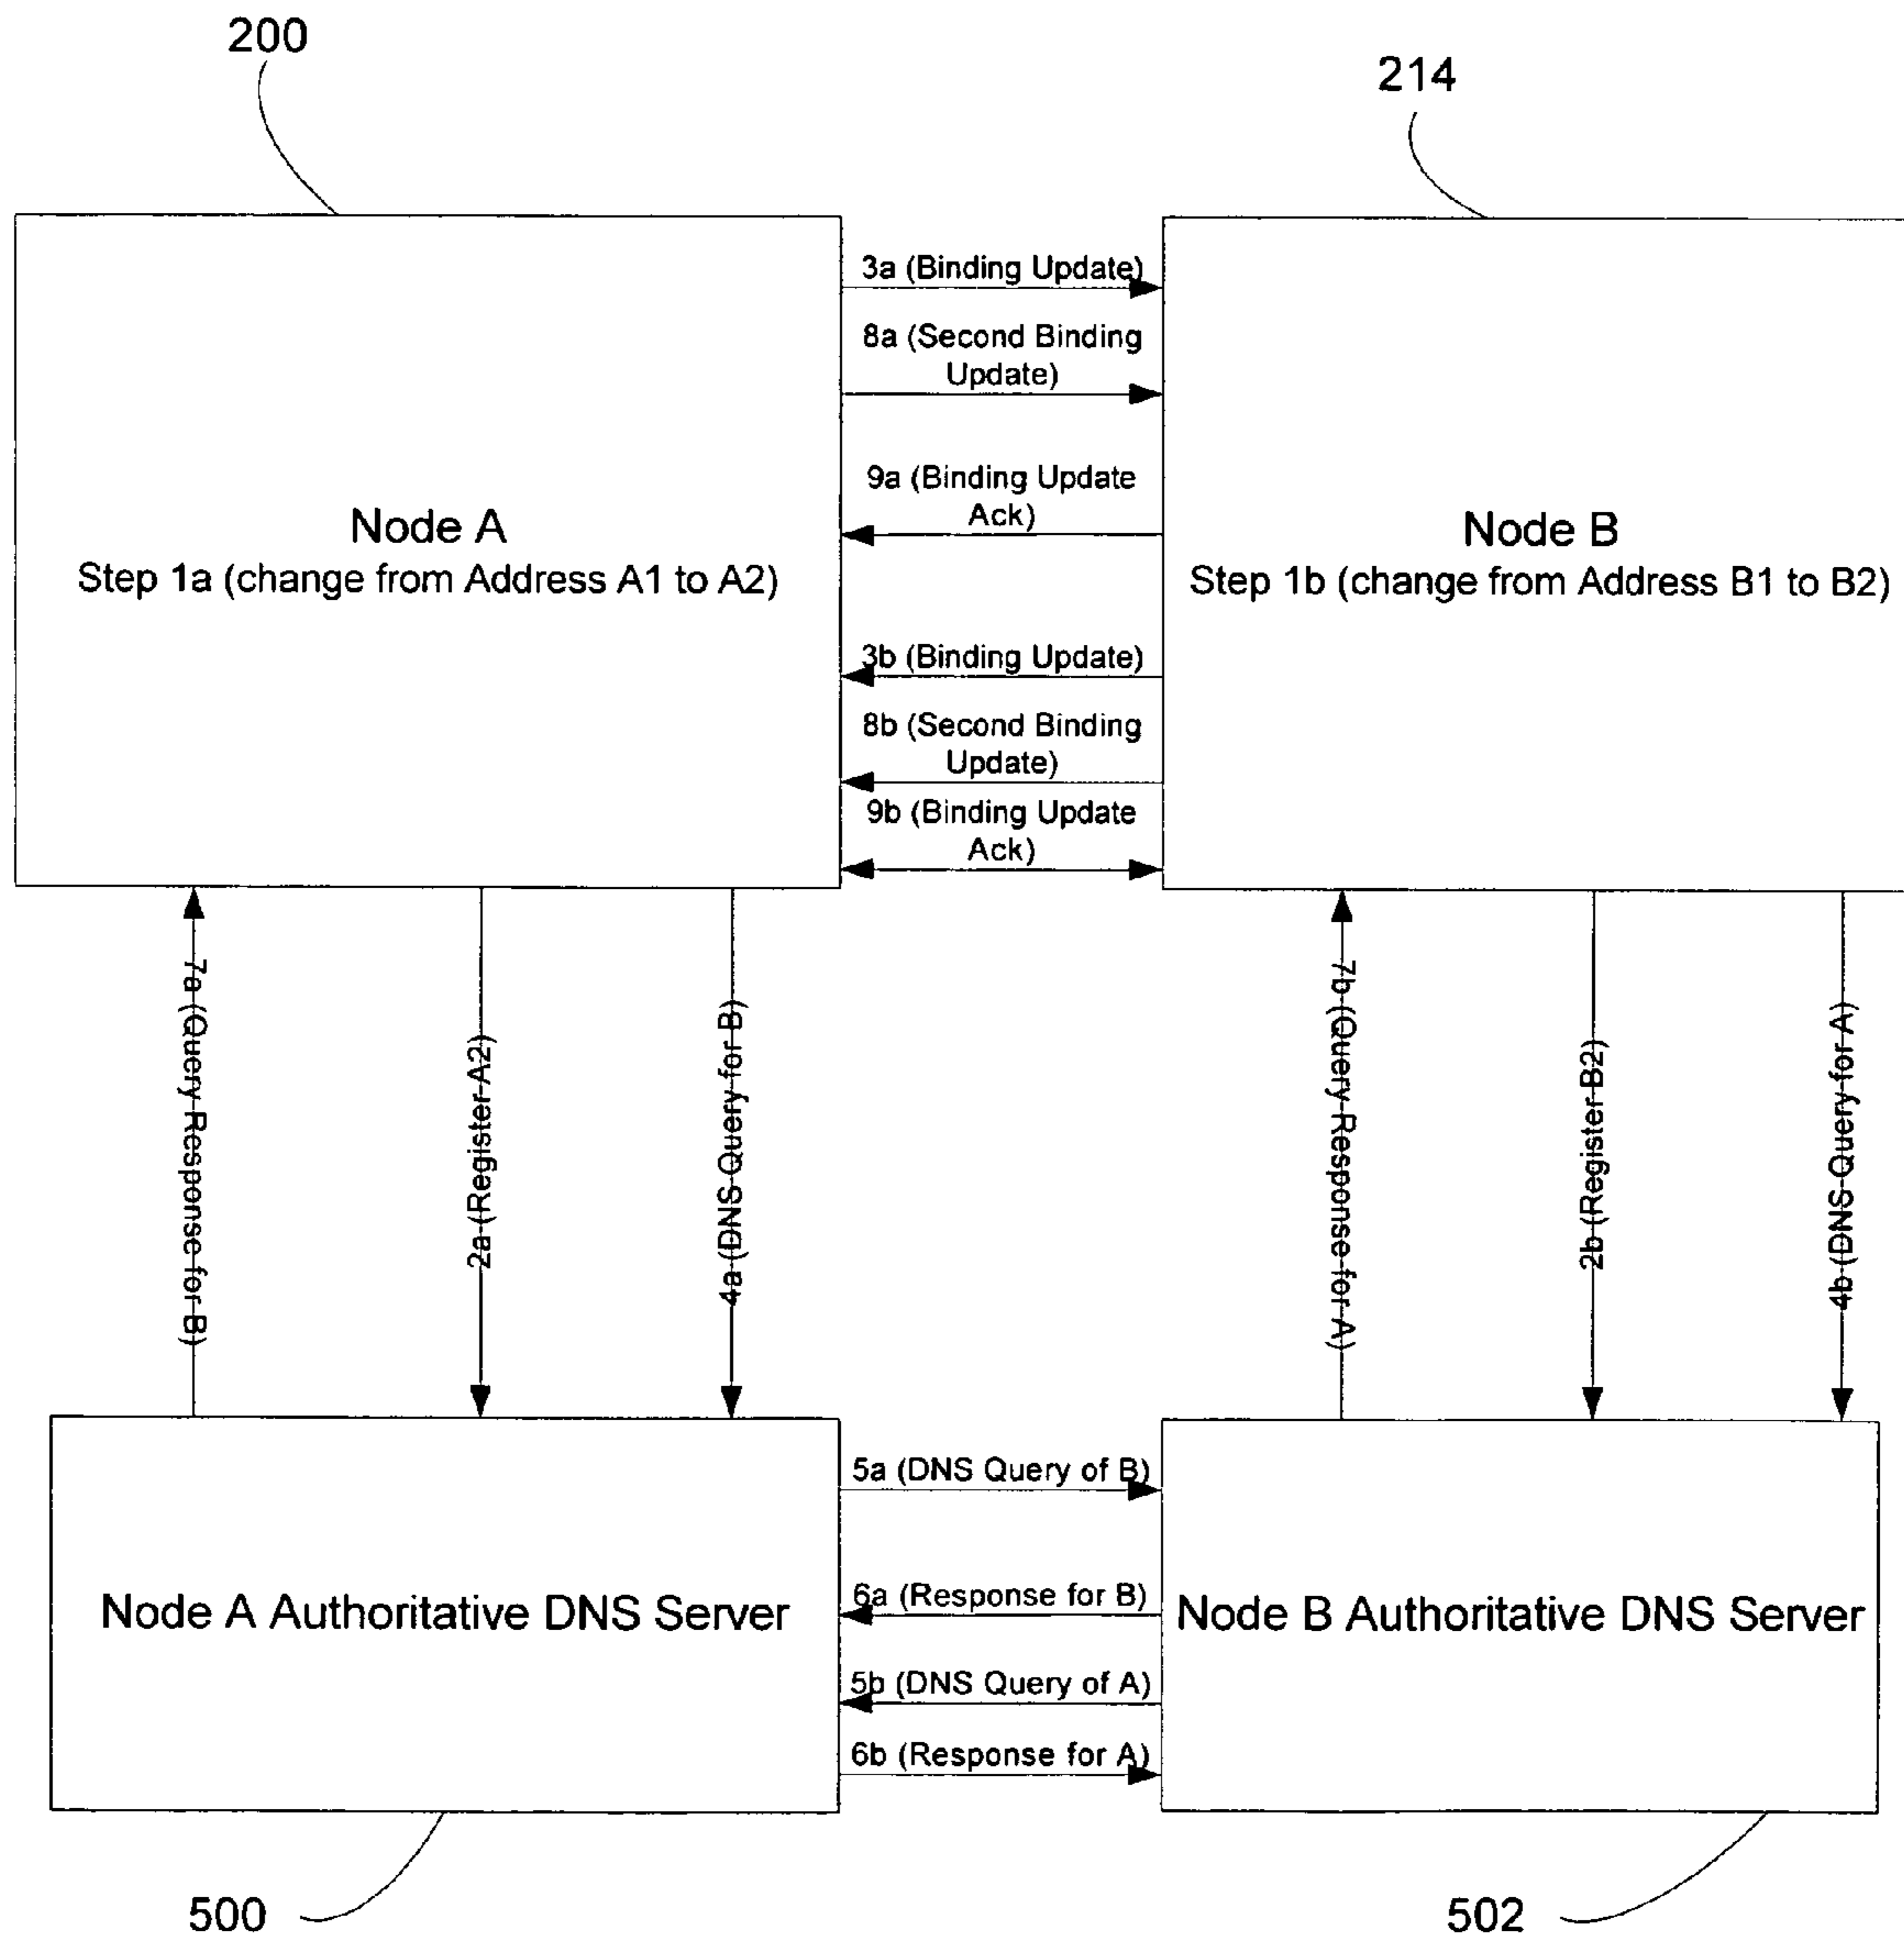 200
214
3a (Binding Update)
8a (Second Binding
Update)
9a (Binding Update
Ack)
Node A
Step 1a (change from Address A1 to A2)
Node B
Step 1b (change from Address B1 to B2)
3b (Binding Update)
8b (Second Binding
Update)
9b (Binding Update
Ack)
7a (Query Response for B)
2a (Register A2)
4a (DNS Query for B)
7b (Query Response for A)
2b (Register B2)
4b (DNS Query for A)
5a (DNS Query of B)
6a (Response for B)
Node A Authoritative DNS Server
Node B Authoritative DNS Server
5b (DNS Query of A)
6b (Response for A)
500
502